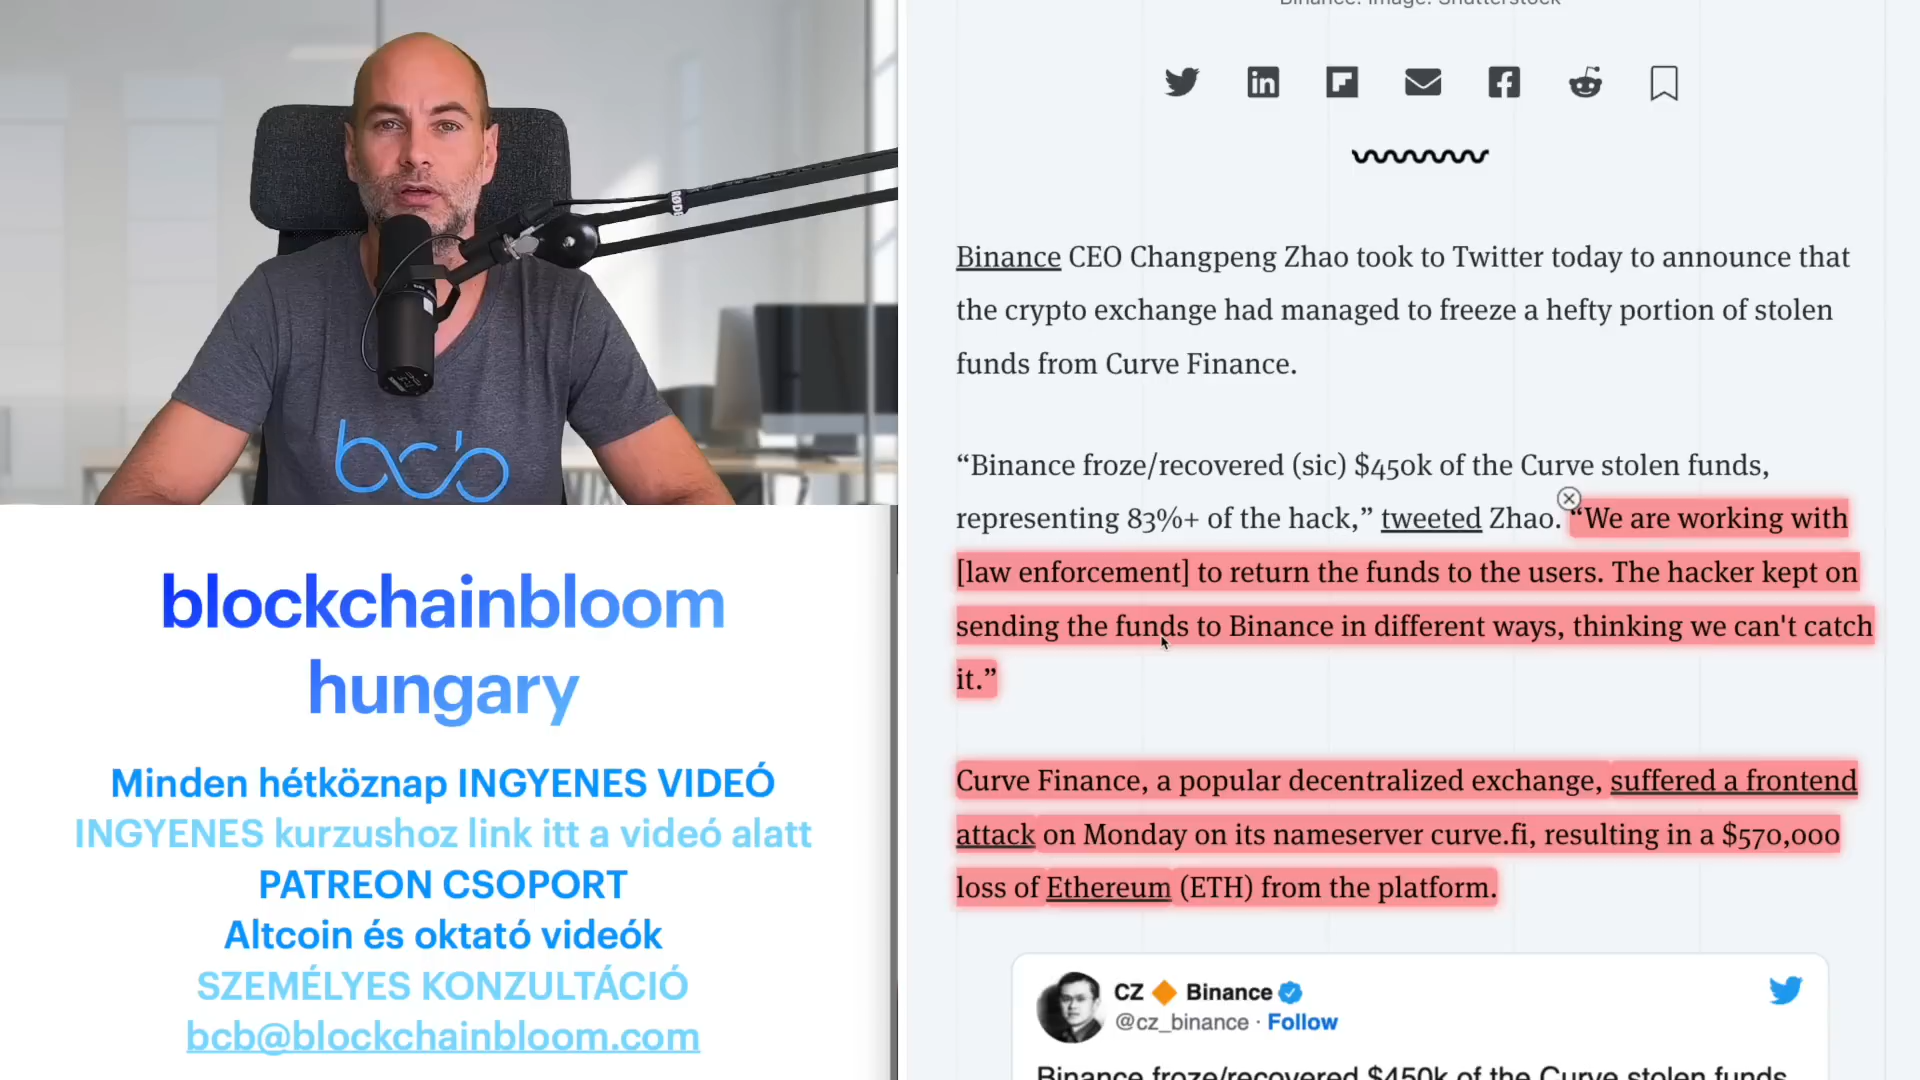 bcb
RØDE
blockchainbloom
hungary
Minden hétköznap INGYENES VIDEÓ
INGYENES kurzushoz link itt a videó alatt
PATREON CSOPORT
Altcoin és oktató videók
SZEMÉLYES KONZULTÁCIÓ
bcb@blockchainbloom.com
Binance. Image: Shutterstock
Binance CEO Changpeng Zhao took to Twitter today to announce that
the crypto exchange had managed to freeze a hefty portion of stolen
funds from Curve Finance.
“Binance froze/recovered (sic) $450k of the Curve stolen funds,
representing 83%+ of the hack,” tweeted Zhao. “We are working with
[law enforcement] to return the funds to the users. The hacker kept on
sending the funds to Binance in different ways, thinking we can't catch
it.”
Curve Finance, a popular decentralized exchange, suffered a frontend
attack on Monday on its nameserver curve.fi, resulting in a $570,000
loss of Ethereum (ETH) from the platform.
CZ 🔶 Binance
@cz_binance · Follow
Binance froze/recovered $450k of the Curve stolen funds